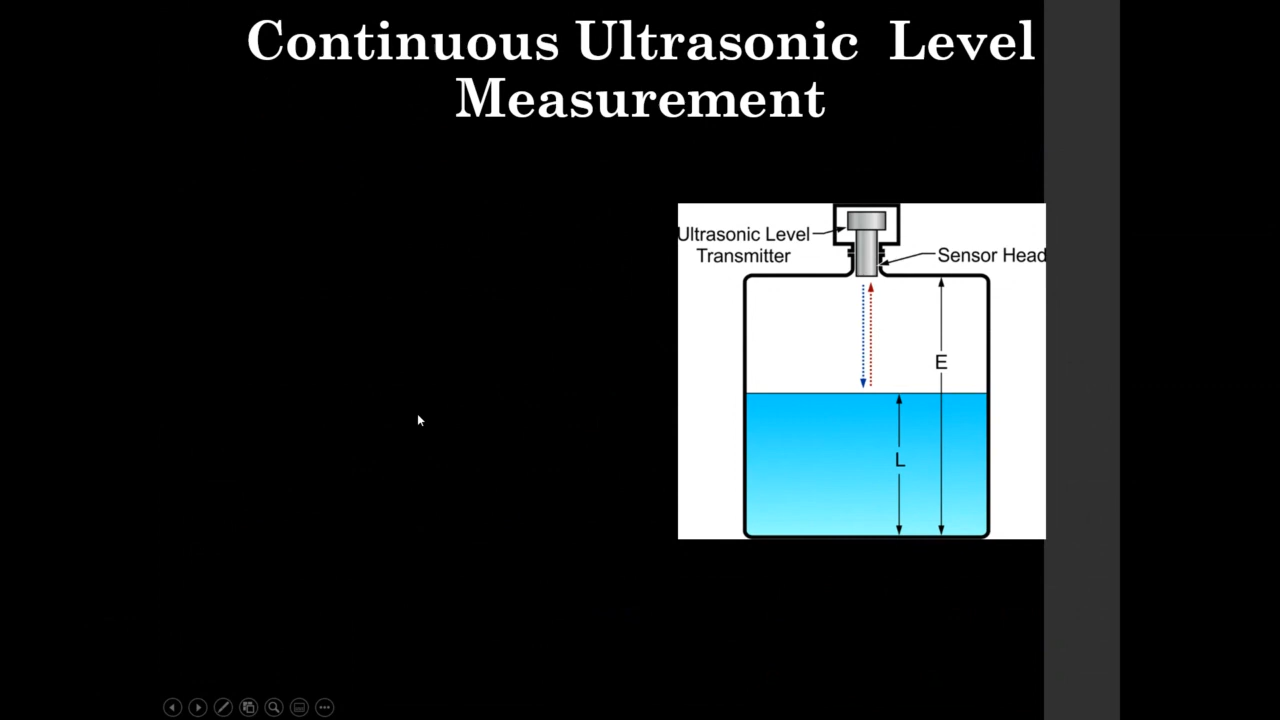 Continuous Ultrasonic Level
Measurement
Ultrasonic Level
Transmitter
Sensor Head
E
L